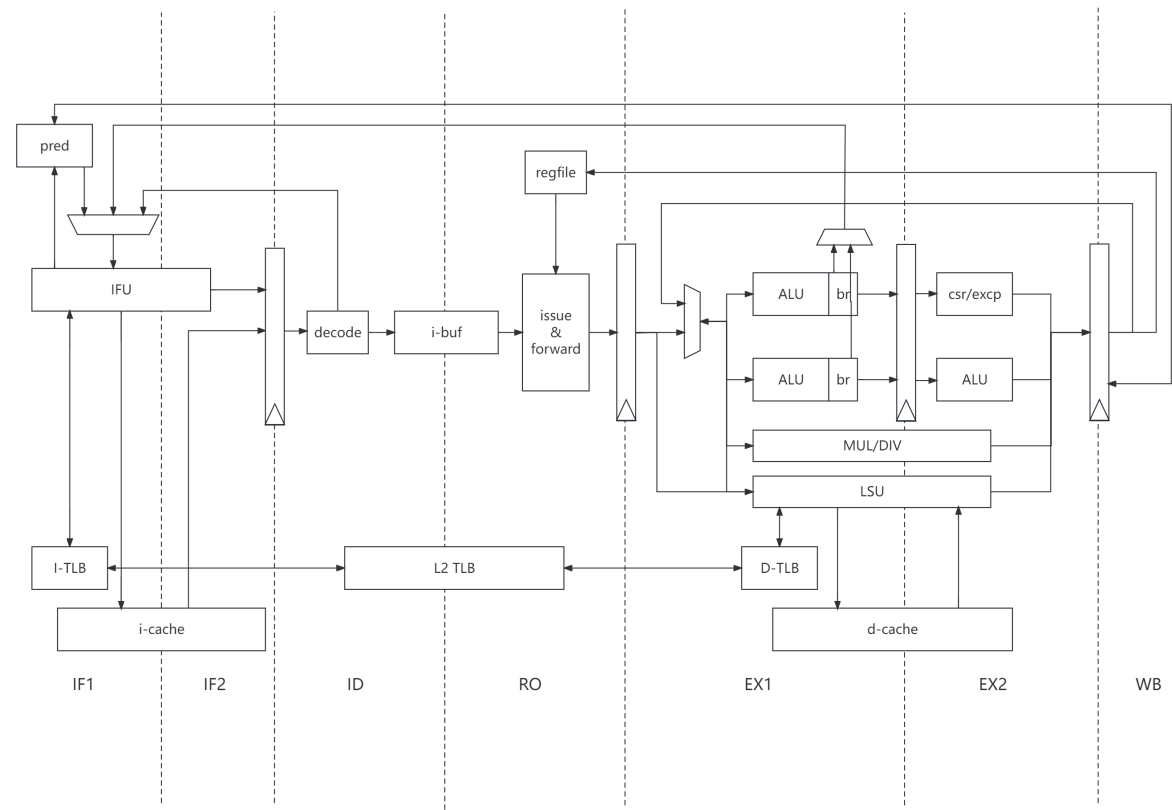 pred
regfile
IFU
ALU
br
csr/excp
decode
i-buf
issue
&
forward
ALU
br
ALU
MUL/DIV
LSU
I-TLB
L2 TLB
D-TLB
i-cache
d-cache
IF1
IF2
ID
RO
EX1
EX2
WB